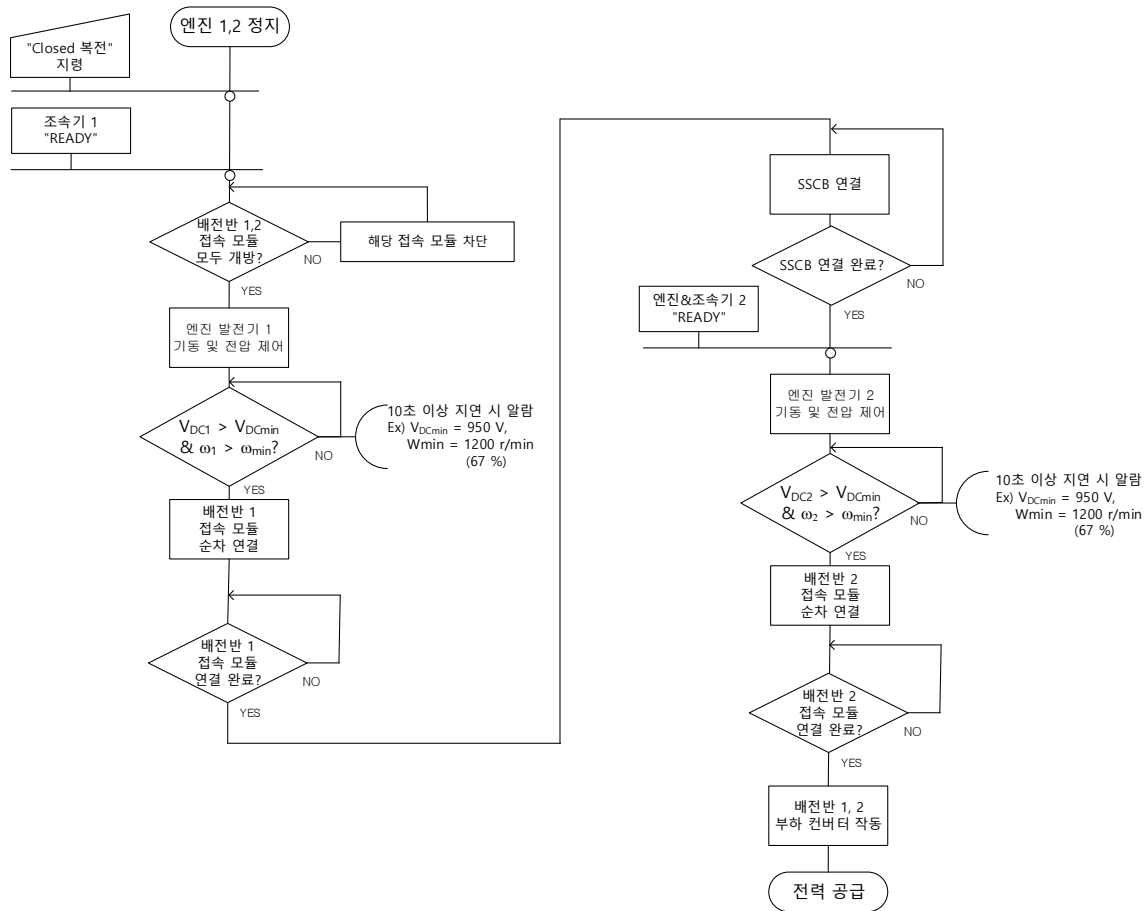 엔진 1,2 정지
"Closed 복전"
지령
조속기 1
"READY"
배전반 1,2
접속 모듈
모두 개방?
NO
해당 접속 모듈 차단
YES
엔진 발전기 1
기동 및 전압 제어
V_DC1 > V_DCmin
& ω₁ > ω_min?
NO
10초 이상 지연 시 알람
Ex) V_DCmin = 950 V,
Wmin = 1200 r/min
(67 %)
YES
배전반 1
접속 모듈
순차 연결
배전반 1
접속 모듈
연결 완료?
NO
YES
SSCB 연결
SSCB 연결 완료?
NO
YES
엔진&조속기 2
"READY"
엔진 발전기 2
기동 및 전압 제어
V_DC2 > V_DCmin
& ω₂ > ω_min?
NO
10초 이상 지연 시 알람
Ex) V_DCmin = 950 V,
Wmin = 1200 r/min
(67 %)
YES
배전반 2
접속 모듈
순차 연결
배전반 2
접속 모듈
연결 완료?
NO
YES
배전반 1, 2
부하 컨버터 작동
전력 공급